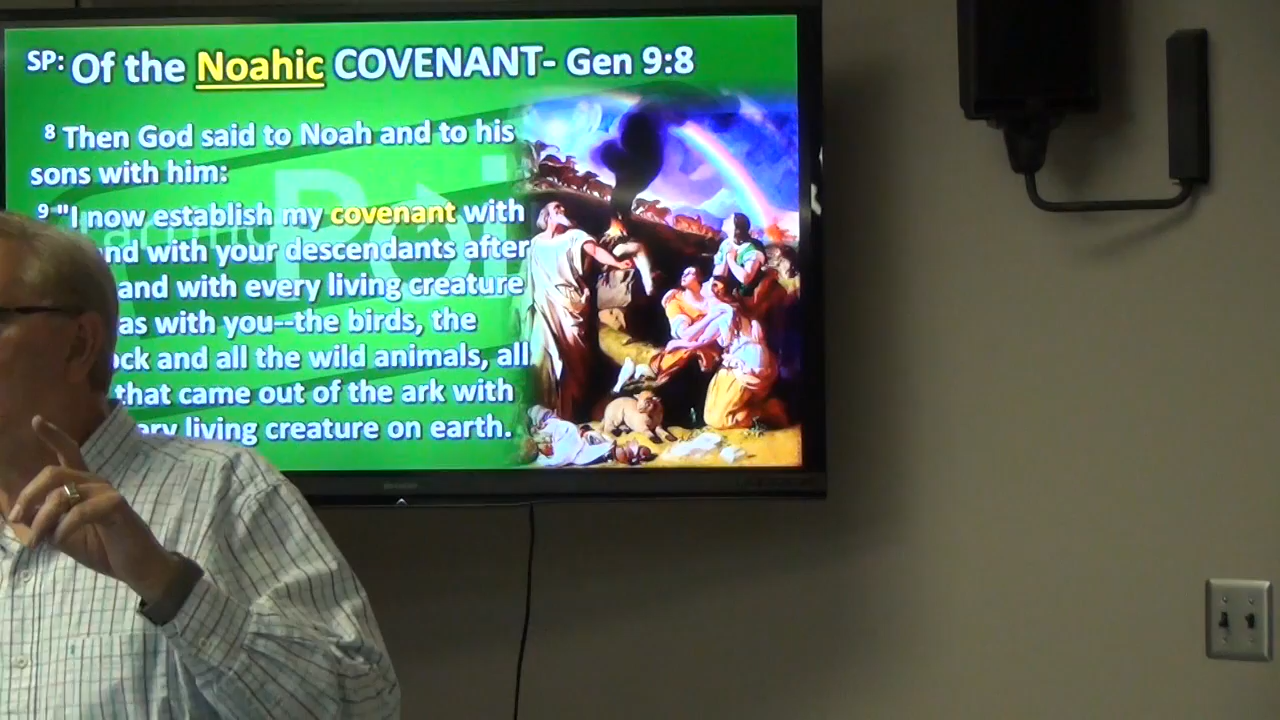 SP: Of the Noahic COVENANT- Gen 9:8
8 Then God said to Noah and to his
sons with him:
9 "I now establish my covenant with
and with your descendants after
and with every living creature
as with you--the birds, the
ock and all the wild animals, all
that came out of the ark with
ery living creature on earth.